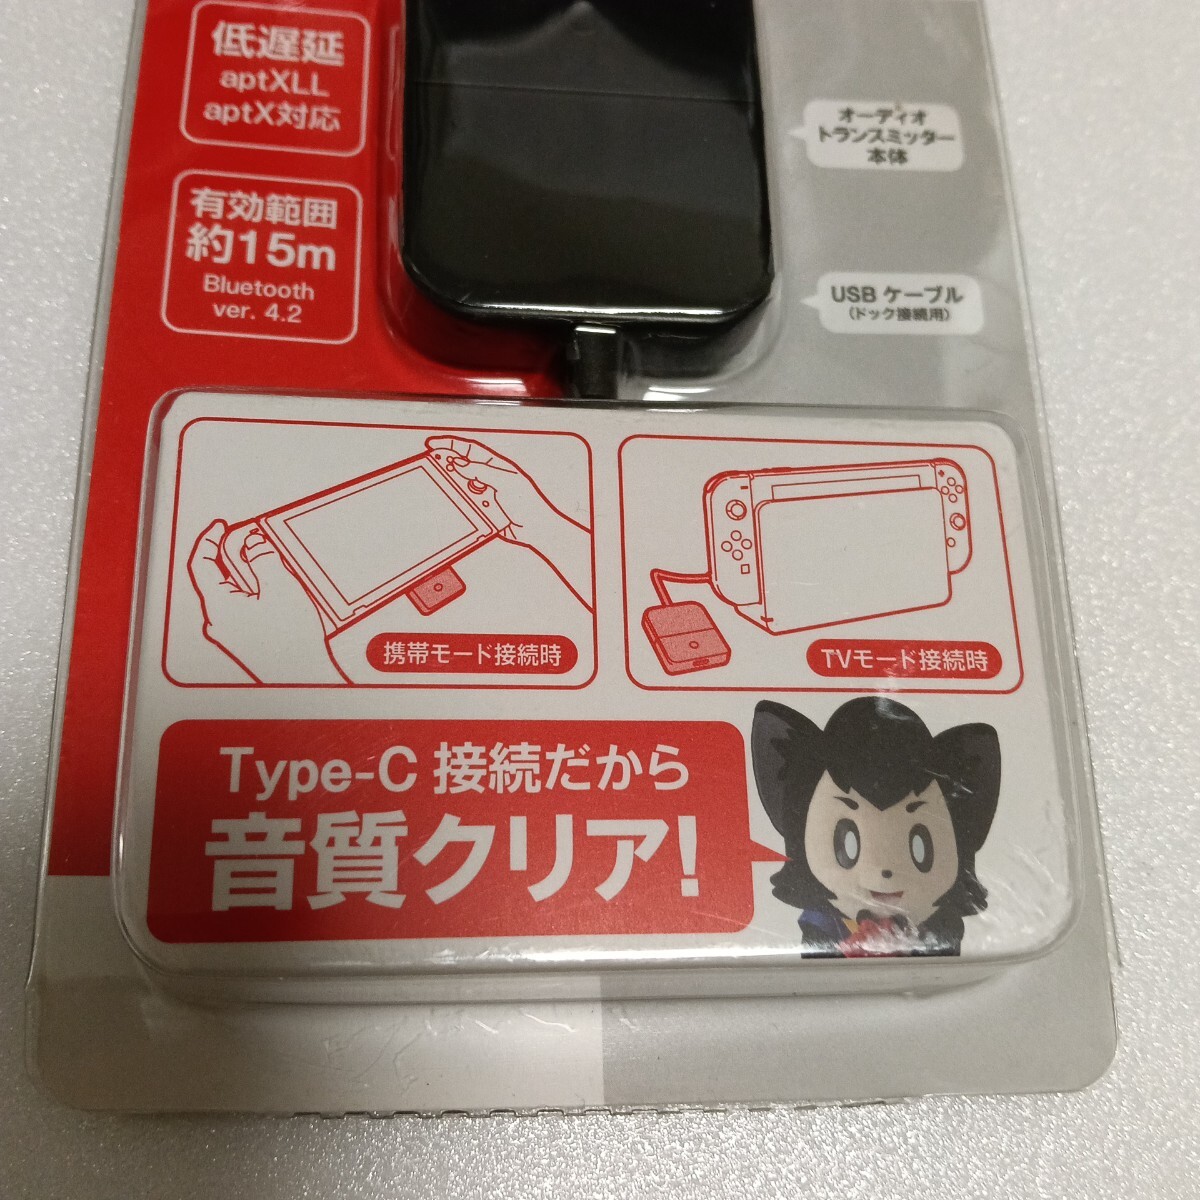 低遅延
aptXLL
aptX対応
有効範囲
約15m
Bluetooth
ver. 4.2
オーディオ
トランスミッター
本体
USB ケーブル
(ドック接続用)
携帯モード接続時
TVモード接続時
Type-C 接続だから
音質クリア!